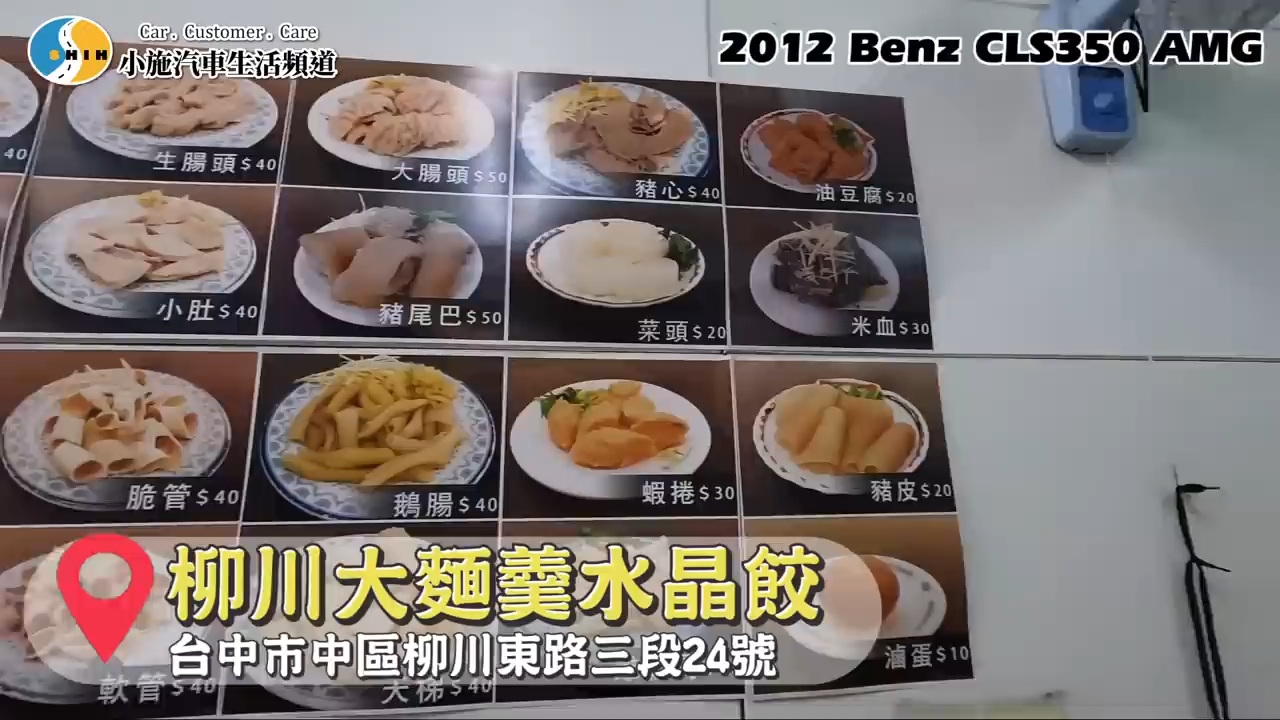 Car. Customer. Care
SHIH
小施汽車生活頻道
2012 Benz CLS350 AMG
40
生腸頭$40
大腸頭$50
豬心$40
油豆腐$20
小肚$40
豬尾巴$50
菜頭$20
米血$30
脆管$40
鵝腸$40
蝦捲$30
豬皮$20
柳川大麵羹水晶餃
台中市中區柳川東路三段24號
軟管$40
大梯$40
滷蛋$10